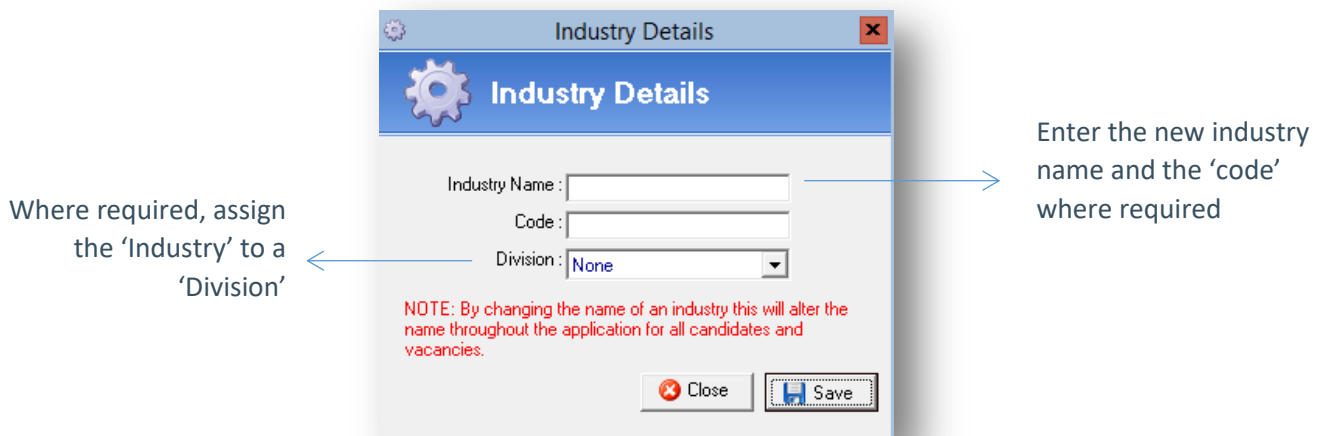 Industry Details
Industry Details
Where required, assign
the ‘Industry’ to a
‘Division’
Industry Name :
Code :
Division : None
NOTE: By changing the name of an industry this will alter the
name throughout the application for all candidates and
vacancies.
Close Save
Enter the new industry
name and the ‘code’
where required